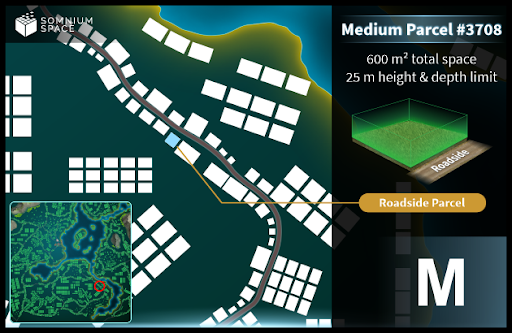 SOMNIUM
SPACE
Medium Parcel #3708
600 m² total space
25 m height & depth limit
Roadside
Roadside Parcel
M